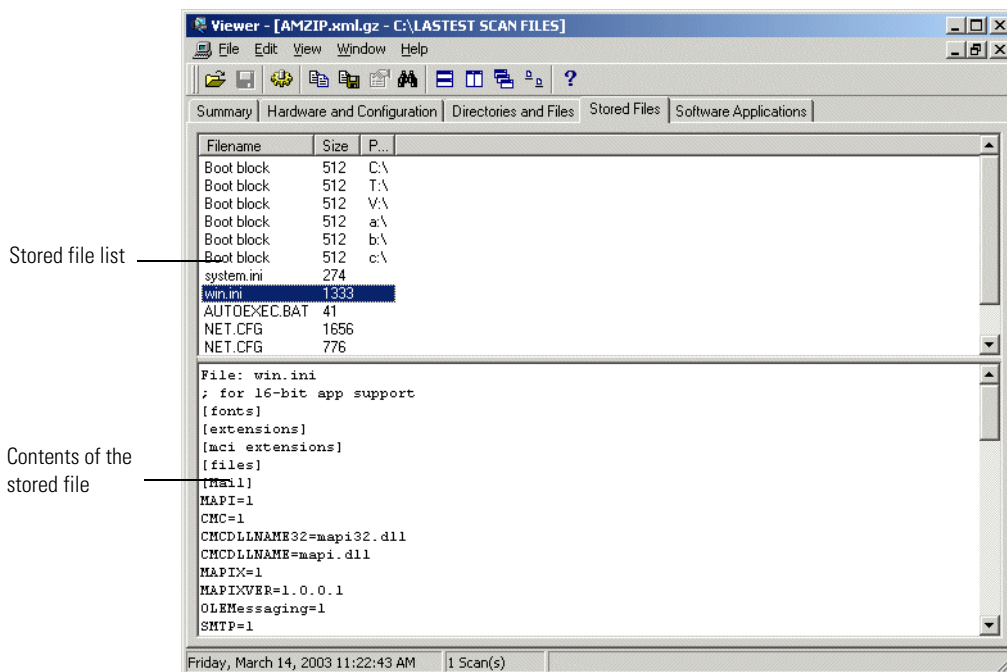 Viewer - [AMZIP.xml.gz - C:\LASTEST SCAN FILES]
File Edit View Window Help
Summary Hardware and Configuration Directories and Files Stored Files Software Applications
Filename Size P...
Boot block 512 C:\
Boot block 512 T:\
Boot block 512 V:\
Boot block 512 a:\
Boot block 512 b:\
Stored file list
Boot block 512 c:\
system.ini 274
win.ini 1333
AUTOEXEC.BAT 41
NET.CFG 1656
NET.CFG 776
File: win.ini
; for 16-bit app support
[fonts]
[extensions]
[mci extensions]
[files]
Contents of the
stored file
[Mail]
MAPI=1
CMC=1
CMCDLLNAME32=mapi32.dll
CMCDLLNAME=mapi.dll
MAPIX=1
MAPIXVER=1.0.0.1
OLEMessaging=1
SMTP=1
Friday, March 14, 2003 11:22:43 AM 1 Scan(s)